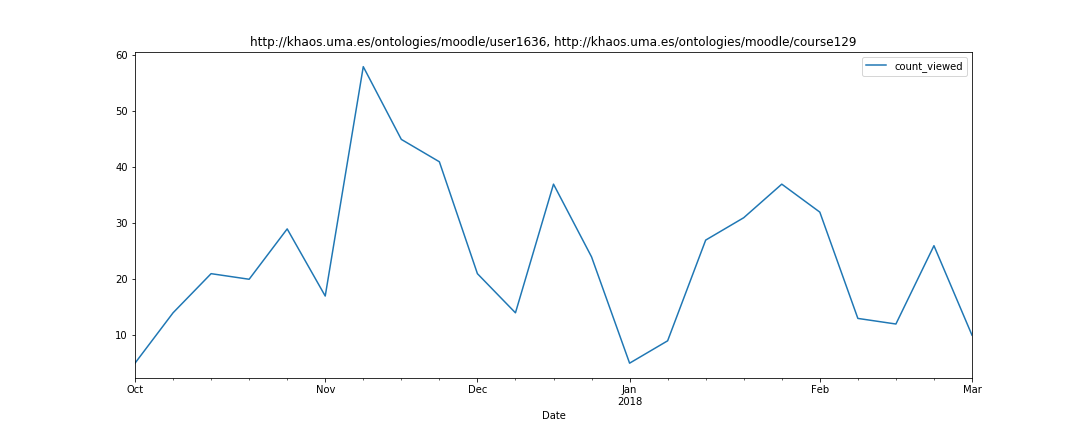 http://khaos.uma.es/ontologies/moodle/user1636, http://khaos.uma.es/ontologies/moodle/course129
count_viewed
60
50
40
30
20
10
Oct Nov Dec Jan Feb Mar
2018
Date